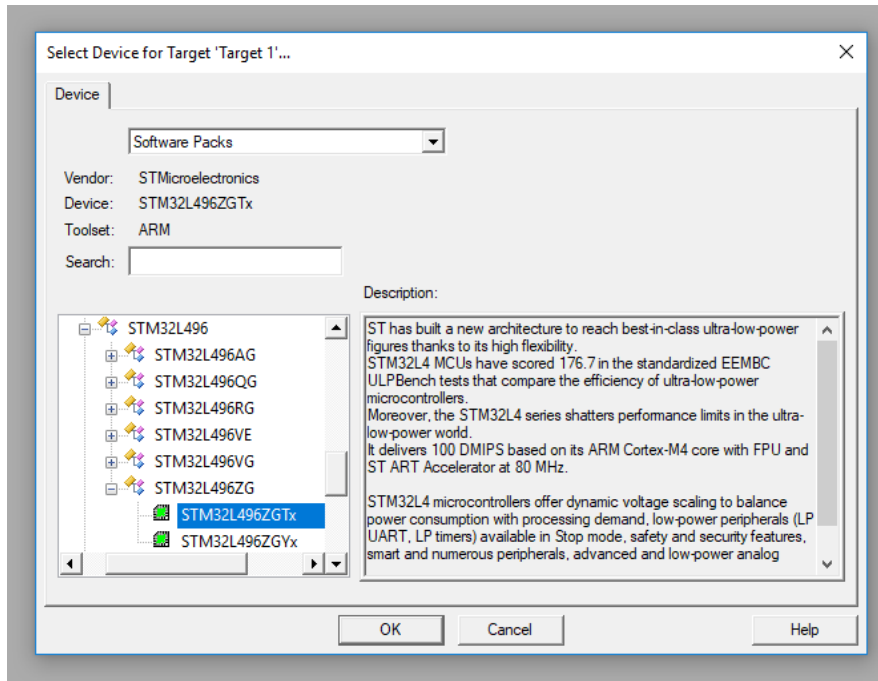 Select Device for Target 'Target 1'...
Device
Software Packs
Vendor: STMicroelectronics
Device: STM32L496ZGTx
Toolset: ARM
Search:
Description:
STM32L496
STM32L496AG
STM32L496QG
STM32L496RG
STM32L496VE
STM32L496VG
STM32L496ZG
STM32L496ZGTx
STM32L496ZGYx
ST has built a new architecture to reach best-in-class ultra-low-power
figures thanks to its high flexibility.
STM32L4 MCUs have scored 176.7 in the standardized EEMBC
ULPBench tests that compare the efficiency of ultra-low-power
microcontrollers.
Moreover, the STM32L4 series shatters performance limits in the ultra-
low-power world.
It delivers 100 DMIPS based on its ARM Cortex-M4 core with FPU and
ST ART Accelerator at 80 MHz.
STM32L4 microcontrollers offer dynamic voltage scaling to balance
power consumption with processing demand, low-power peripherals (LP
UART, LP timers) available in Stop mode, safety and security features,
smart and numerous peripherals, advanced and low-power analog
OK
Cancel
Help